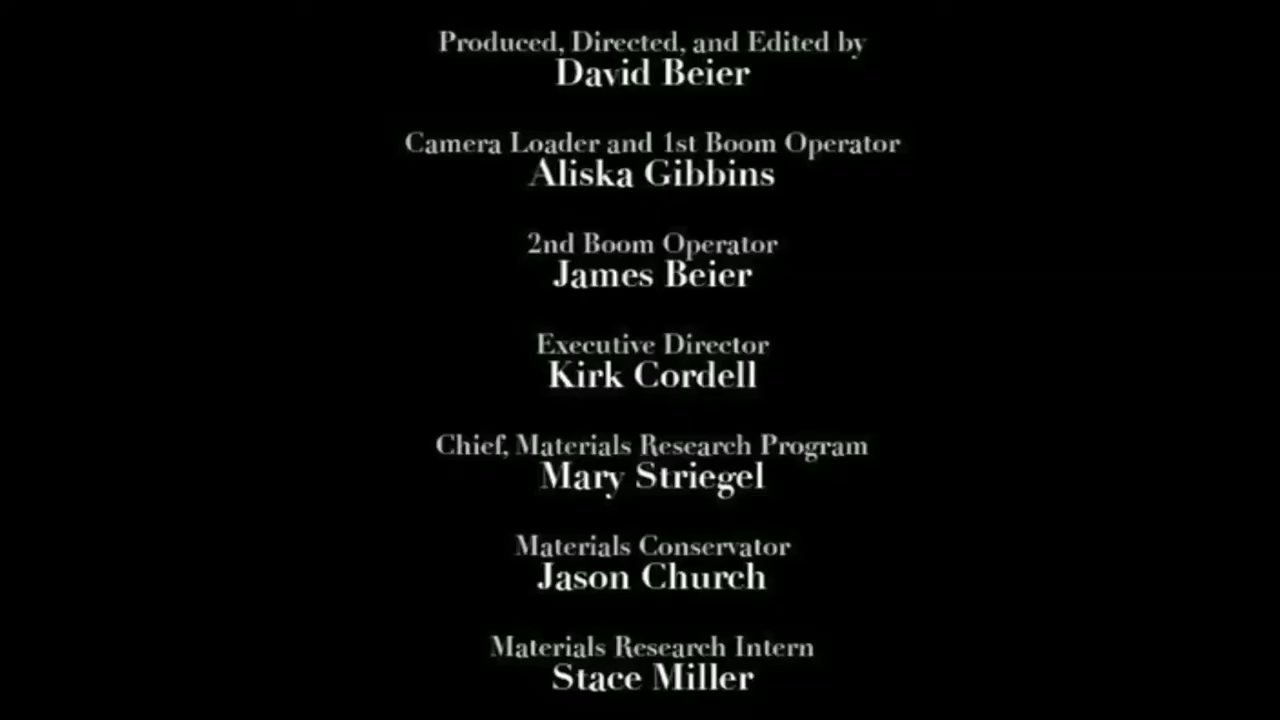 Produced, Directed, and Edited by
David Beier
Camera Loader and 1st Boom Operator
Aliska Gibbins
2nd Boom Operator
James Beier
Executive Director
Kirk Cordell
Chief, Materials Research Program
Mary Striegel
Materials Conservator
Jason Church
Materials Research Intern
Stace Miller